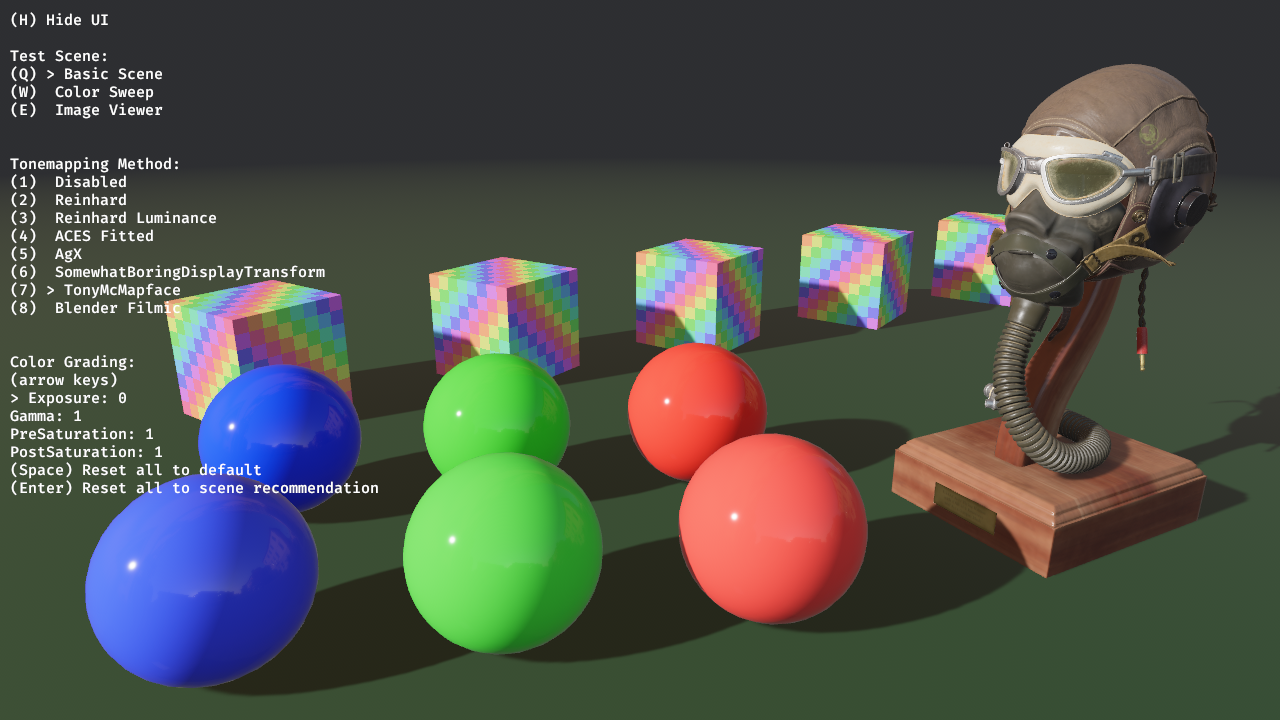 (H) Hide UI
Test Scene:
(Q) > Basic Scene
(W)  Color Sweep
(E)  Image Viewer
Tonemapping Method:
(1)  Disabled
(2)  Reinhard
(3)  Reinhard Luminance
(4)  ACES Fitted
(5)  AgX
(6)  SomewhatBoringDisplayTransform
(7) > TonyMcMapface
(8)  Blender Filmic
Color Grading:
(arrow keys)
> Exposure: 0
Gamma: 1
PreSaturation: 1
PostSaturation: 1
(Space) Reset all to default
(Enter) Reset all to scene recommendation